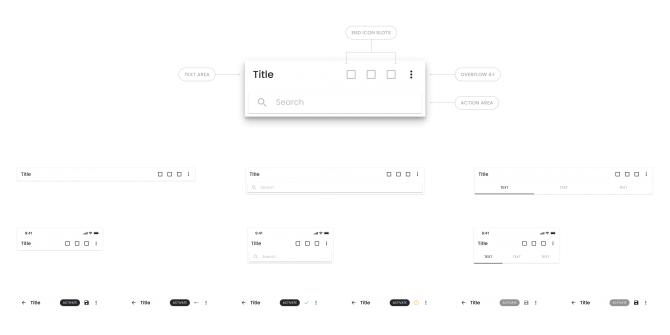 END ICON SLOTS
TEXT AREA
Title
OVERFLOW 4+
Search
ACTION AREA
Title
Title
Title
Search
TEXT TEXT TEXT
9:41 9:41 9:41
Title
Title
Title
Search
TEXT TEXT TEXT
Title ACTIVATE
Title ACTIVATE
Title ACTIVATE
Title ACTIVATE
Title ACTIVATE
Title ACTIVATE